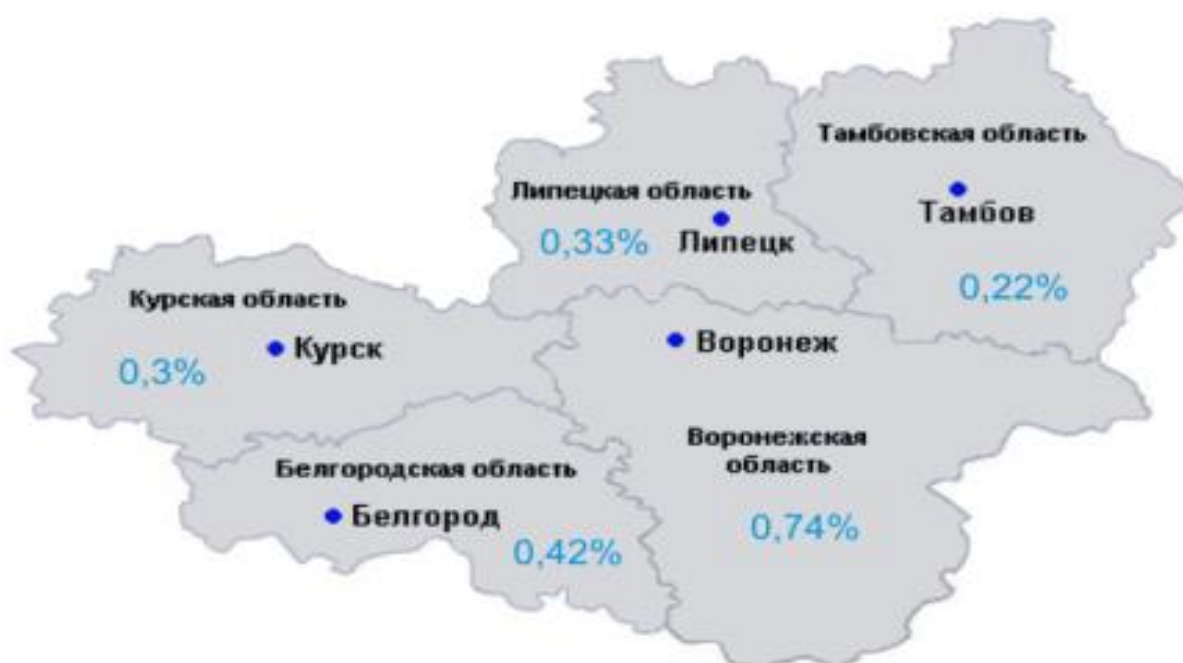 Тамбовская область
Тамбов
0,22%
Липецкая область
0,33%
Липецк
Курская область
Курск
0,3%
Воронеж
Воронежская
область
0,74%
Белгородская область
Белгород
0,42%